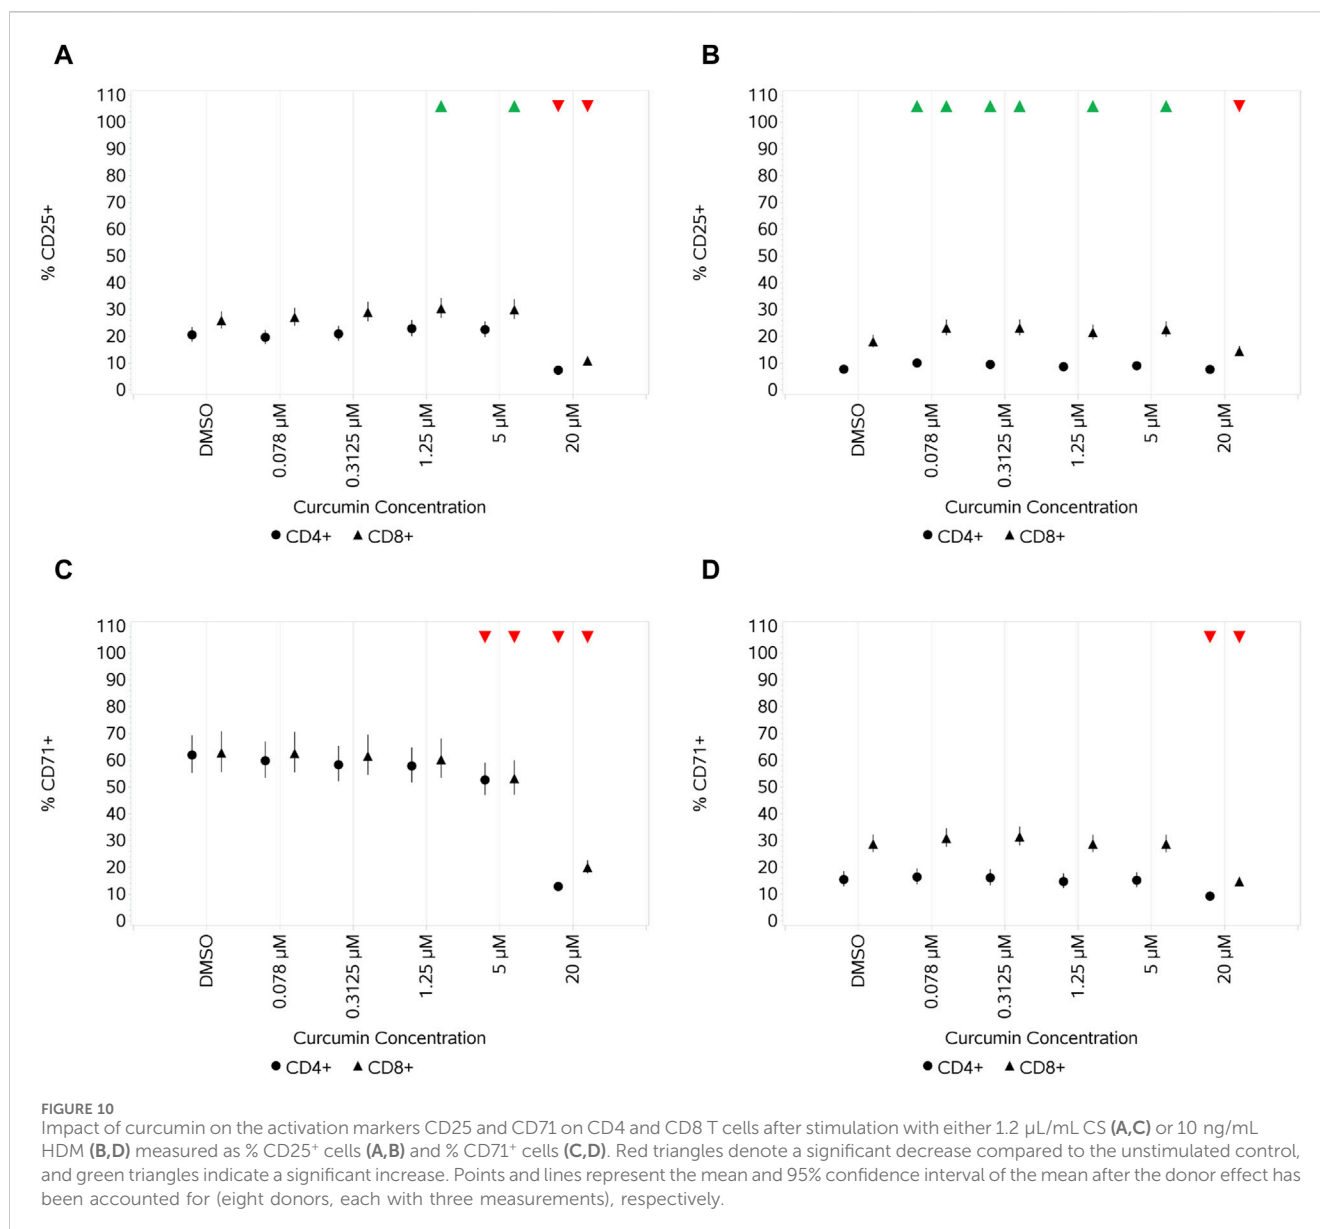 A
110
100
90
80
70
60
50
40
30
20
10
0
% CD25+
DMSO
0.078 µM
0.3125 µM
1.25 µM
5 µM
20 µM
Curcumin Concentration
● CD4+ ▲ CD8+
B
110
100
90
80
70
60
50
40
30
20
10
0
% CD25+
DMSO
0.078 µM
0.3125 µM
1.25 µM
5 µM
20 µM
Curcumin Concentration
● CD4+ ▲ CD8+
C
110
100
90
80
70
60
50
40
30
20
10
0
% CD71+
DMSO
0.078 µM
0.3125 µM
1.25 µM
5 µM
20 µM
Curcumin Concentration
● CD4+ ▲ CD8+
D
110
100
90
80
70
60
50
40
30
20
10
0
% CD71+
DMSO
0.078 µM
0.3125 µM
1.25 µM
5 µM
20 µM
Curcumin Concentration
● CD4+ ▲ CD8+
FIGURE 10
Impact of curcumin on the activation markers CD25 and CD71 on CD4 and CD8 T cells after stimulation with either 1.2 µL/mL CS (A,C) or 10 ng/mL
HDM (B,D) measured as % CD25⁺ cells (A,B) and % CD71⁺ cells (C,D). Red triangles denote a significant decrease compared to the unstimulated control,
and green triangles indicate a significant increase. Points and lines represent the mean and 95% confidence interval of the mean after the donor effect has
been accounted for (eight donors, each with three measurements), respectively.